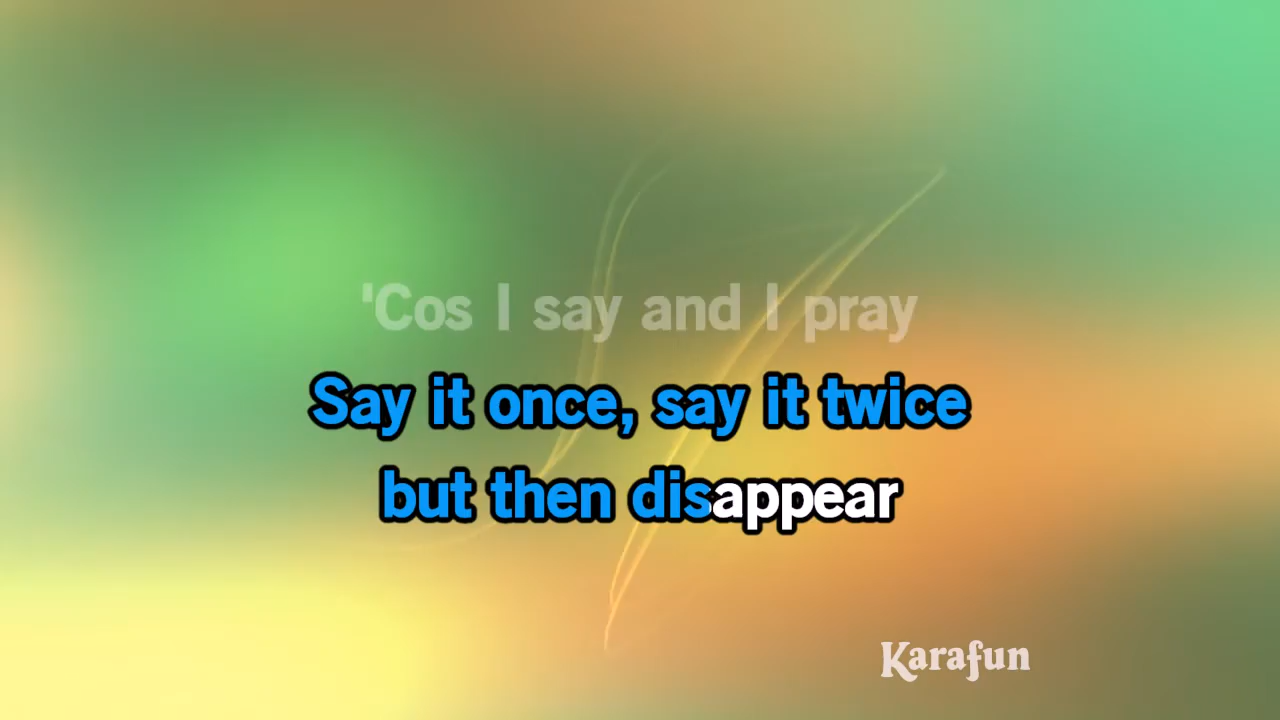 'Cos I say and I pray
Say it once, say it twice
but then disappear
Karafun